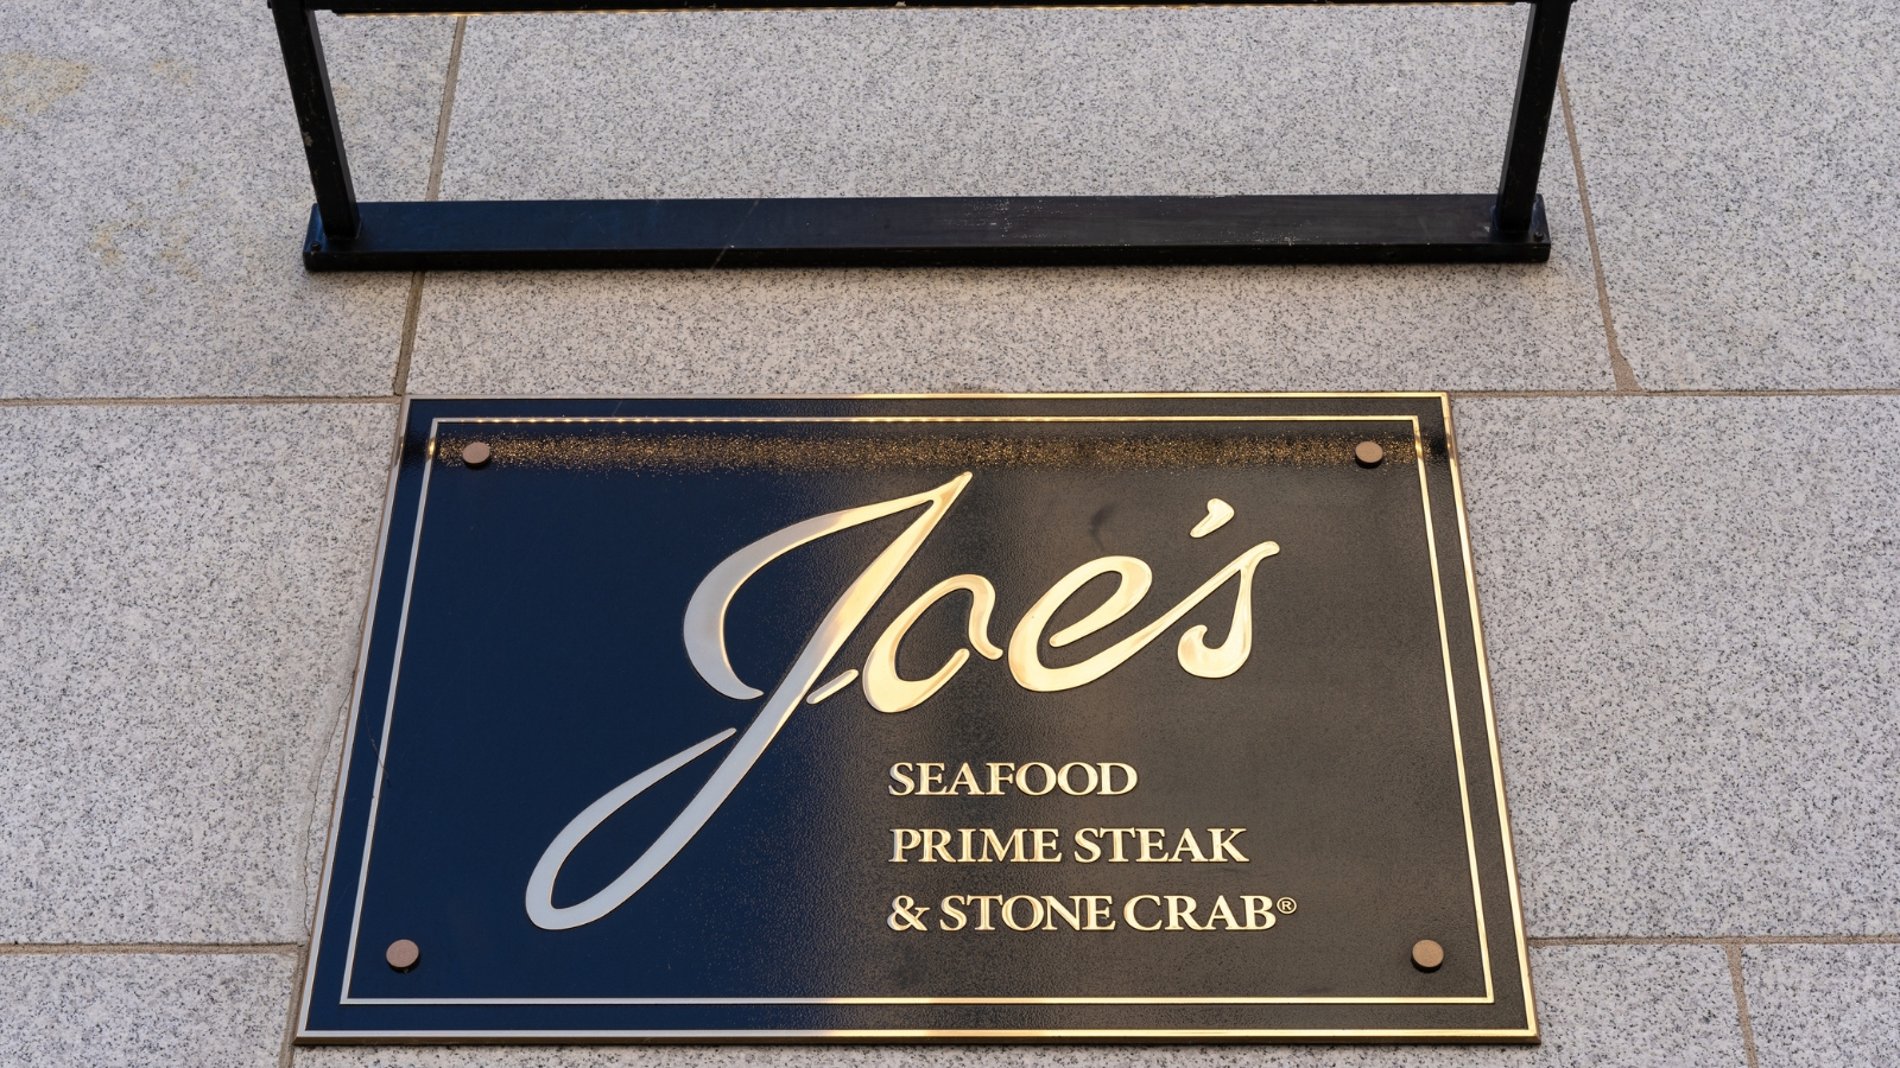 Joe's
SEAFOOD
PRIME STEAK
& STONE CRAB®